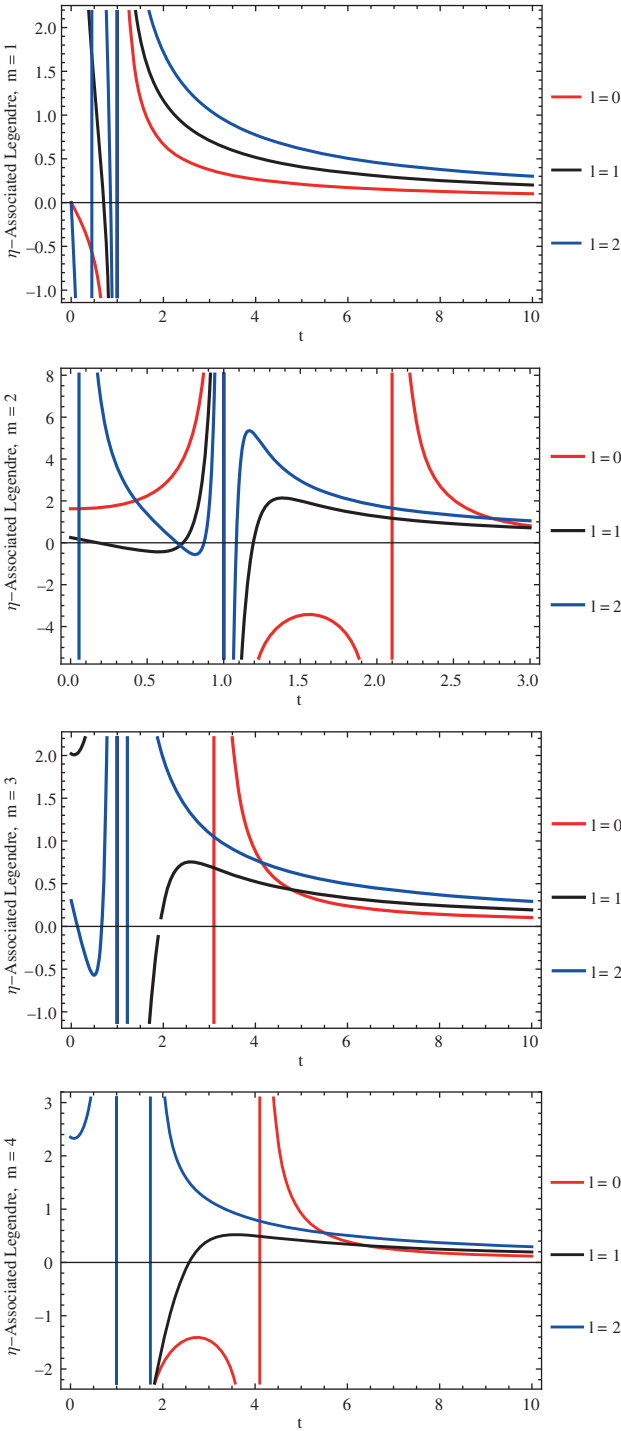 η−Associated Legendre, m = 1
2.0
1.5
1.0
0.5
0.0
−0.5
−1.0
0 2 4 6 8 10
t
l = 0
l = 1
l = 2
η−Associated Legendre, m = 2
8
6
4
2
0
−2
−4
0.0 0.5 1.0 1.5 2.0 2.5 3.0
t
l = 0
l = 1
l = 2
η−Associated Legendre, m = 3
2.0
1.5
1.0
0.5
0.0
−0.5
−1.0
0 2 4 6 8 10
t
l = 0
l = 1
l = 2
η−Associated Legendre, m = 4
3
2
1
0
−1
−2
0 2 4 6 8 10
t
l = 0
l = 1
l = 2